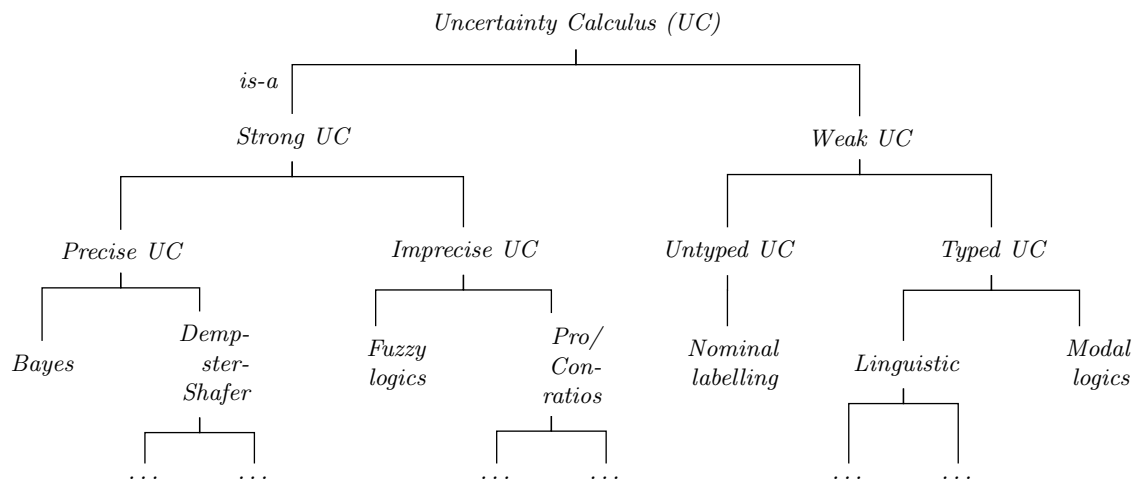 Uncertainty Calculus (UC)
is-a
Strong UC
Weak UC
Precise UC
Imprecise UC
Untyped UC
Typed UC
Bayes
Demp-
ster-
Shafer
Fuzzy
logics
Pro/
Con-
ratios
Nominal
labelling
Linguistic
Modal
logics
...
...
...
...
...
...